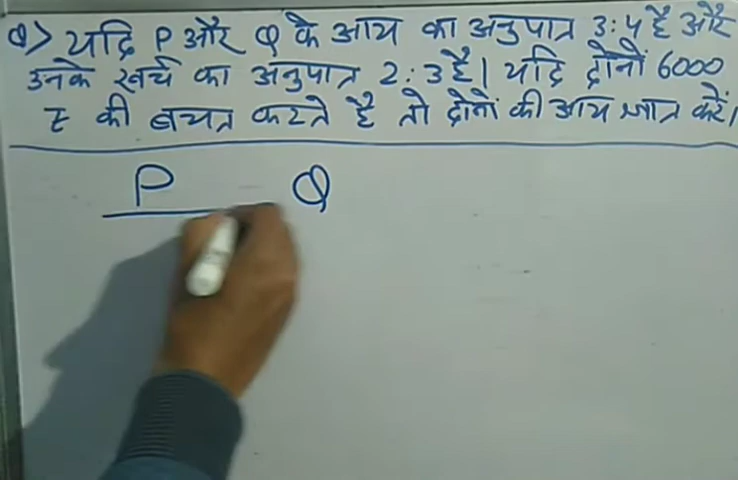 Q> यदि P और Q के आय का अनुपात 3:4 है और
उनके खर्च का अनुपात 2:3 है। यदि दोनों 6000
₹ की बचत करते है तो दोनों की आय ज्ञात करें।
P Q